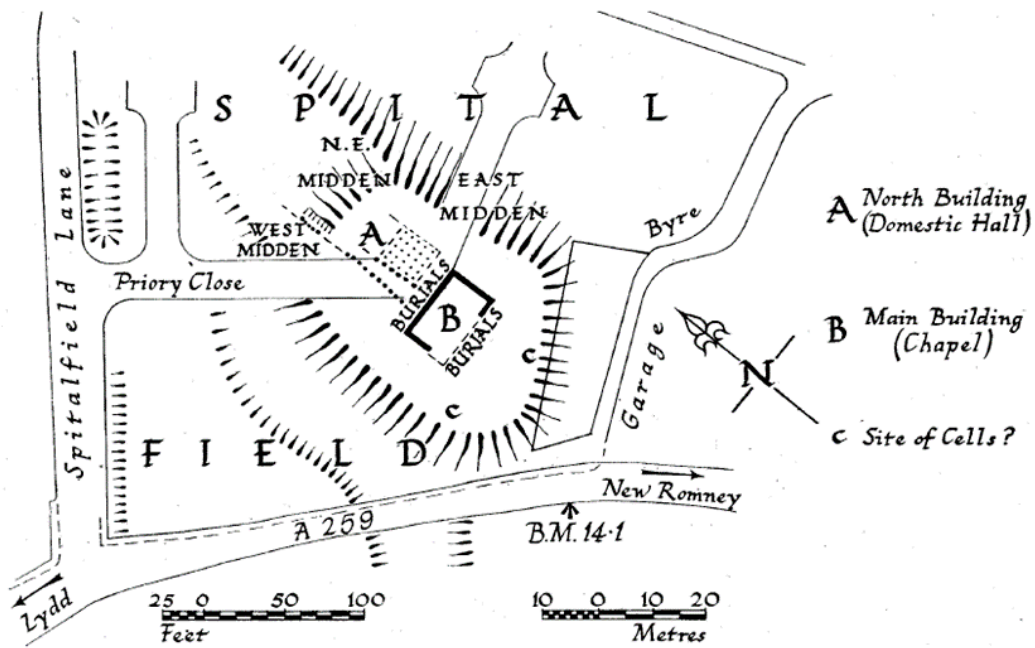 SPITAL
N.E.
MIDDEN
EAST
MIDDEN
WEST
MIDDEN
A
BURIALS
B
BURIALS
c
c
Spitalfield Lane
Priory Close
Byre
Garage
FIELD
A 259
New Romney
B.M. 14·1
Lydd
A North Building
(Domestic Hall)
B Main Building
(Chapel)
N
c Site of Cells?
25 0 50 100
Feet
10 0 10 20
Metres